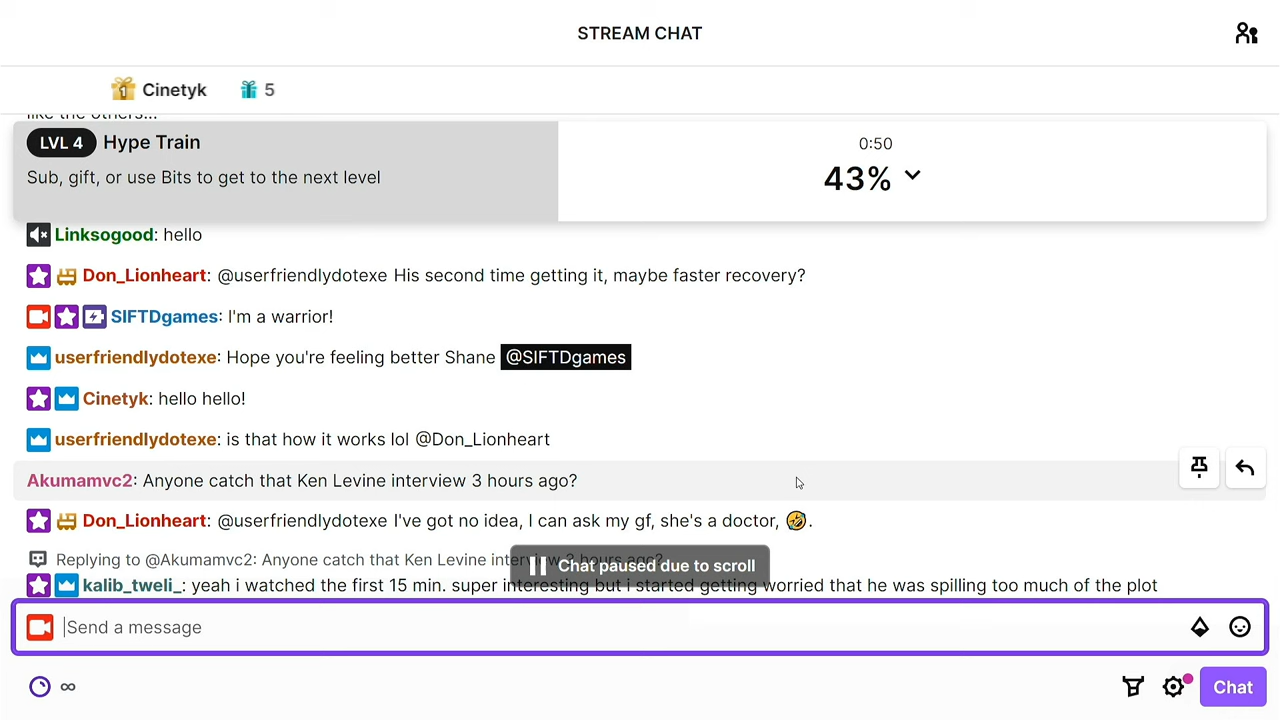 STREAM CHAT
1 Cinetyk 5
like the others...
LVL 4 Hype Train
Sub, gift, or use Bits to get to the next level
0:50
43%
Linksogood: hello
Don_Lionheart: @userfriendlydotexe His second time getting it, maybe faster recovery?
SIFTDgames: I'm a warrior!
userfriendlydotexe: Hope you're feeling better Shane @SIFTDgames
Cinetyk: hello hello!
userfriendlydotexe: is that how it works lol @Don_Lionheart
Akumamvc2: Anyone catch that Ken Levine interview 3 hours ago?
Don_Lionheart: @userfriendlydotexe I've got no idea, I can ask my gf, she's a doctor, 🤣.
Replying to @Akumamvc2: Anyone catch that Ken Levine interview 3 hours ago?
Chat paused due to scroll
kalib_tweli_: yeah i watched the first 15 min. super interesting but i started getting worried that he was spilling too much of the plot
Send a message
∞
Chat